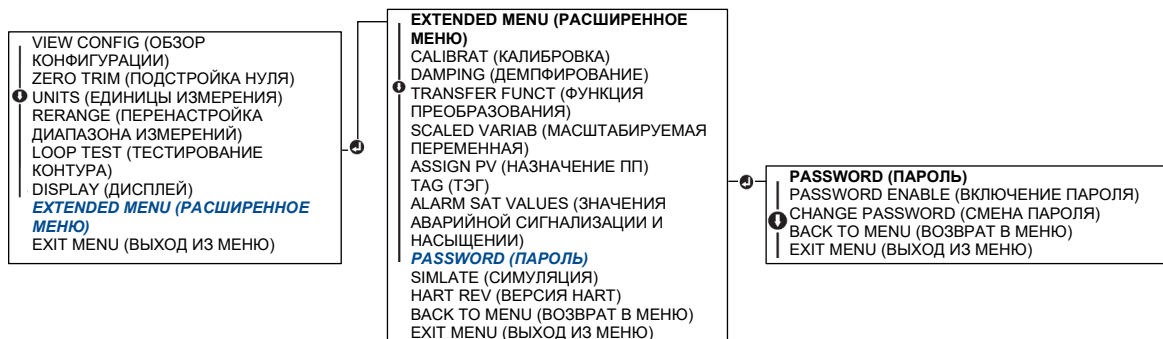 VIEW CONFIG (ОБЗОР
КОНФИГУРАЦИИ)
ZERO TRIM (ПОДСТРОЙКА НУЛЯ)
UNITS (ЕДИНИЦЫ ИЗМЕРЕНИЯ)
RERANGE (ПЕРЕНАСТРОЙКА
ДИАПАЗОНА ИЗМЕРЕНИЙ)
LOOP TEST (ТЕСТИРОВАНИЕ
КОНТУРА)
DISPLAY (ДИСПЛЕЙ)
EXTENDED MENU (РАСШИРЕННОЕ
МЕНЮ)
EXIT MENU (ВЫХОД ИЗ МЕНЮ)
EXTENDED MENU (РАСШИРЕННОЕ
МЕНЮ)
CALIBRAT (КАЛИБРОВКА)
DAMPING (ДЕМПФИРОВАНИЕ)
TRANSFER FUNCT (ФУНКЦИЯ
ПРЕОБРАЗОВАНИЯ)
SCALED VARIAB (МАСШТАБИРУЕМАЯ
ПЕРЕМЕННАЯ)
ASSIGN PV (НАЗНАЧЕНИЕ ПП)
TAG (ТЭГ)
ALARM SAT VALUES (ЗНАЧЕНИЯ
АВАРИЙНОЙ СИГНАЛИЗАЦИИ И
НАСЫЩЕНИИ)
PASSWORD (ПАРОЛЬ)
SIMLATE (СИМУЛЯЦИЯ)
HART REV (ВЕРСИЯ HART)
BACK TO MENU (ВОЗВРАТ В МЕНЮ)
EXIT MENU (ВЫХОД ИЗ МЕНЮ)
PASSWORD (ПАРОЛЬ)
PASSWORD ENABLE (ВКЛЮЧЕНИЕ ПАРОЛЯ)
CHANGE PASSWORD (СМЕНА ПАРОЛЯ)
BACK TO MENU (ВОЗВРАТ В МЕНЮ)
EXIT MENU (ВЫХОД ИЗ МЕНЮ)